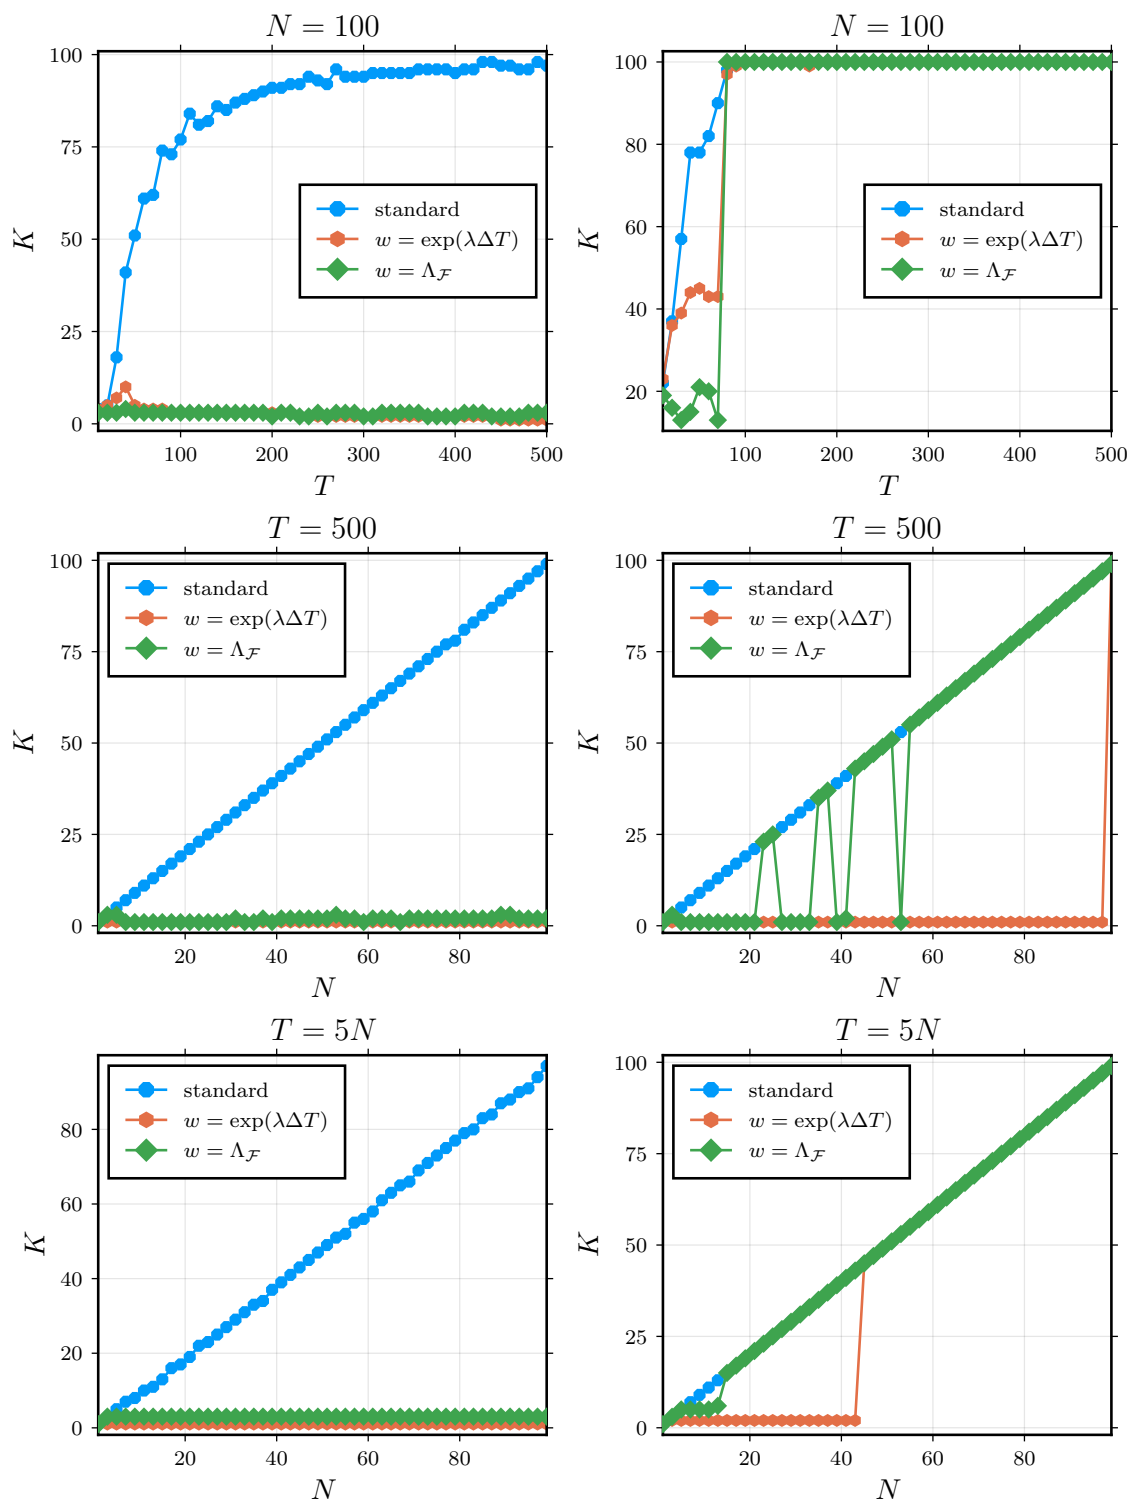 N = 100
100
75
50
25
0
K
standard
w = exp(λΔT)
w = Λ_ℱ
100 200 300 400 500
T
N = 100
100
80
60
40
20
K
standard
w = exp(λΔT)
w = Λ_ℱ
100 200 300 400 500
T
T = 500
100
75
50
25
0
K
standard
w = exp(λΔT)
w = Λ_ℱ
20 40 60 80
N
T = 500
100
75
50
25
0
K
standard
w = exp(λΔT)
w = Λ_ℱ
20 40 60 80
N
T = 5N
80
60
40
20
0
K
standard
w = exp(λΔT)
w = Λ_ℱ
20 40 60 80
N
T = 5N
100
75
50
25
0
K
standard
w = exp(λΔT)
w = Λ_ℱ
20 40 60 80
N